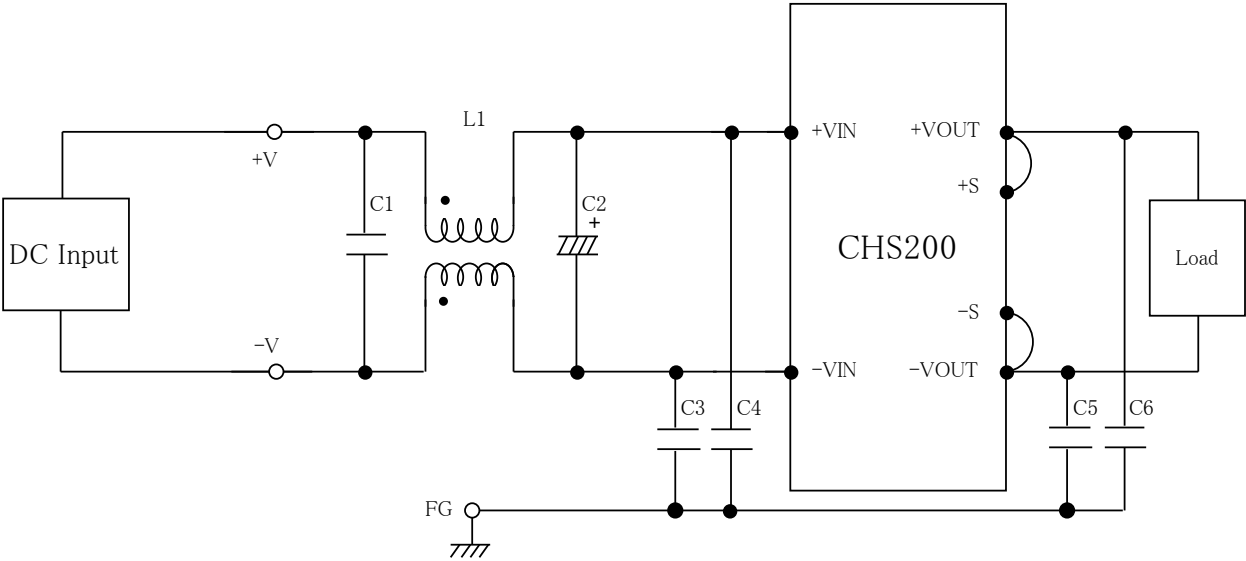 L1
+VIN
+VOUT
+V
+S
C1
C2
+
DC Input
CHS200
Load
−S
−V
−VIN
−VOUT
C3
C4
C5
C6
FG